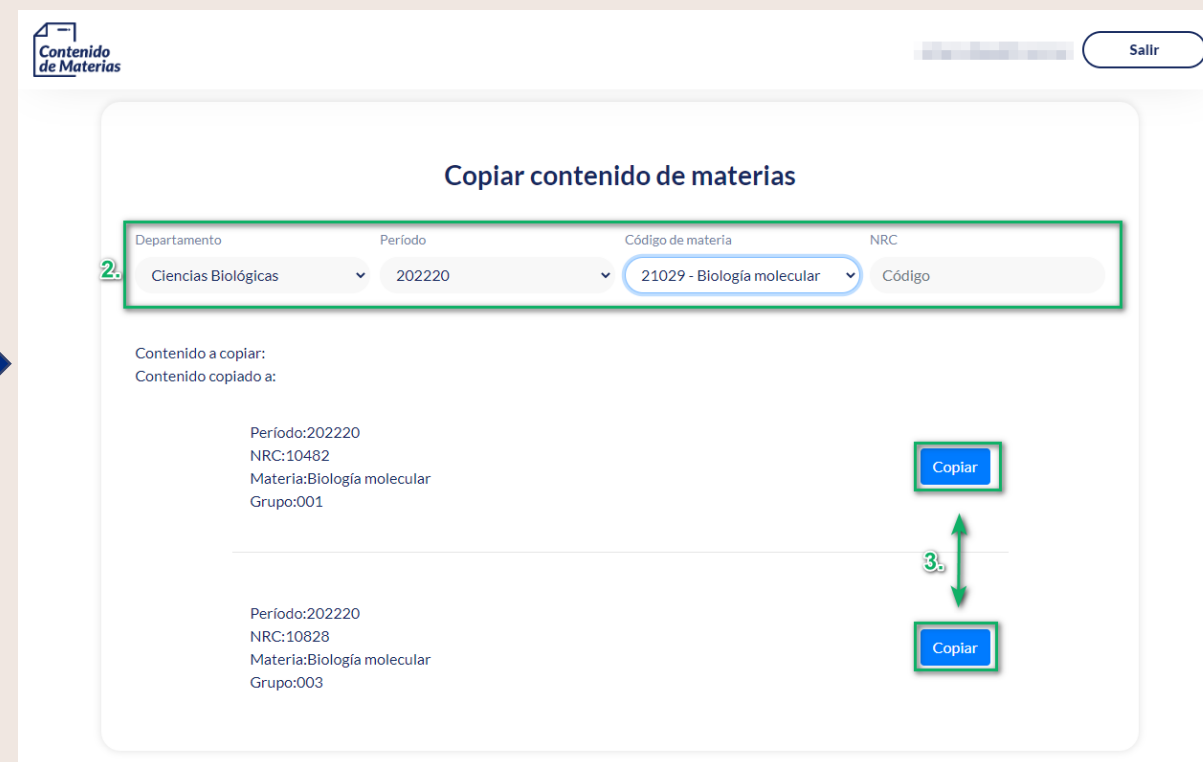 Contenido
de Materias
Salir
Copiar contenido de materias
Departamento Período Código de materia NRC
2. Ciencias Biológicas 202220 21029 - Biología molecular Código
Contenido a copiar:
Contenido copiado a:
Período:202220
NRC:10482
Materia:Biología molecular
Grupo:001
Copiar
3.
Período:202220
NRC:10828
Materia:Biología molecular
Grupo:003
Copiar